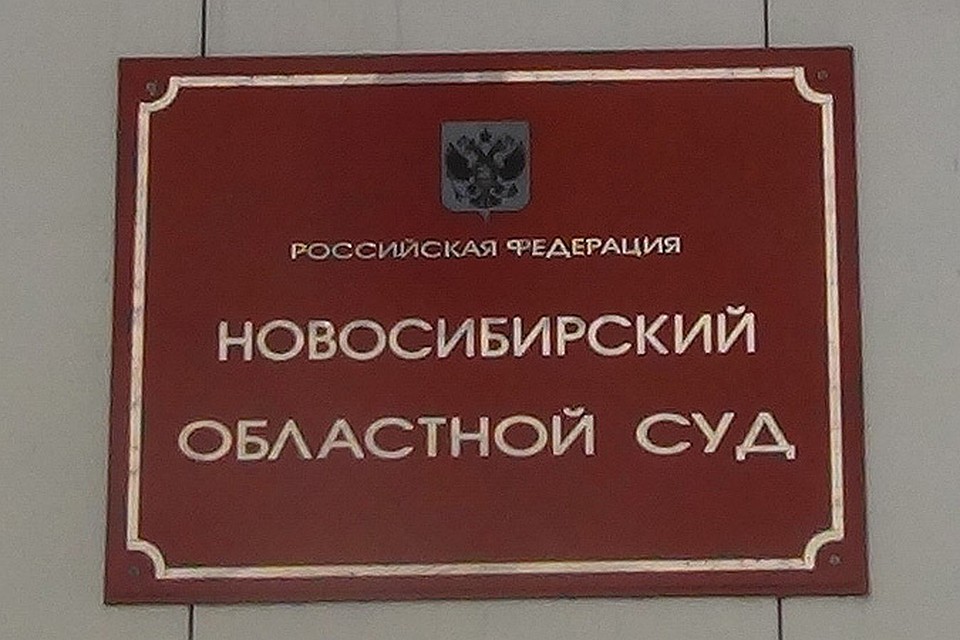 РОССИЙСКАЯ ФЕДЕРАЦИЯ
НОВОСИБИРСКИЙ
ОБЛАСТНОЙ СУД